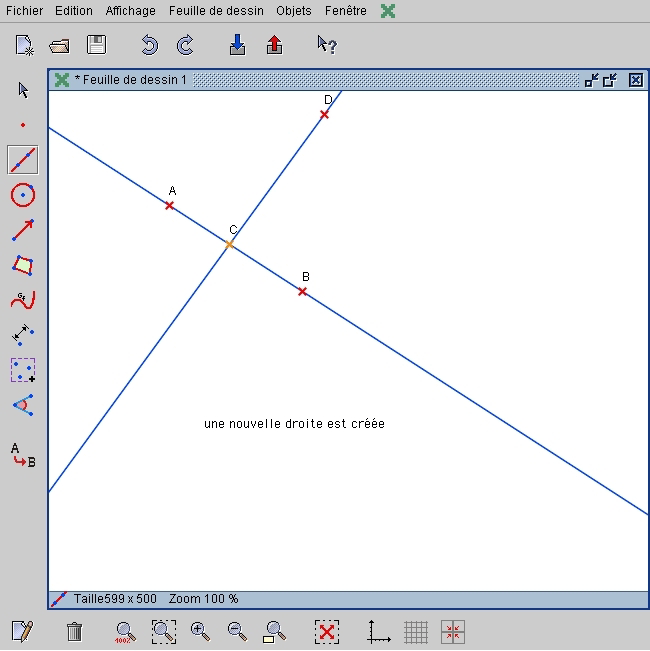 Fichier Edition Affichage Feuille de dessin Objets Fenêtre
* Feuille de dessin 1
D
A
C
B
une nouvelle droite est créée
A
B
Taille599 x 500 Zoom 100 %
100%